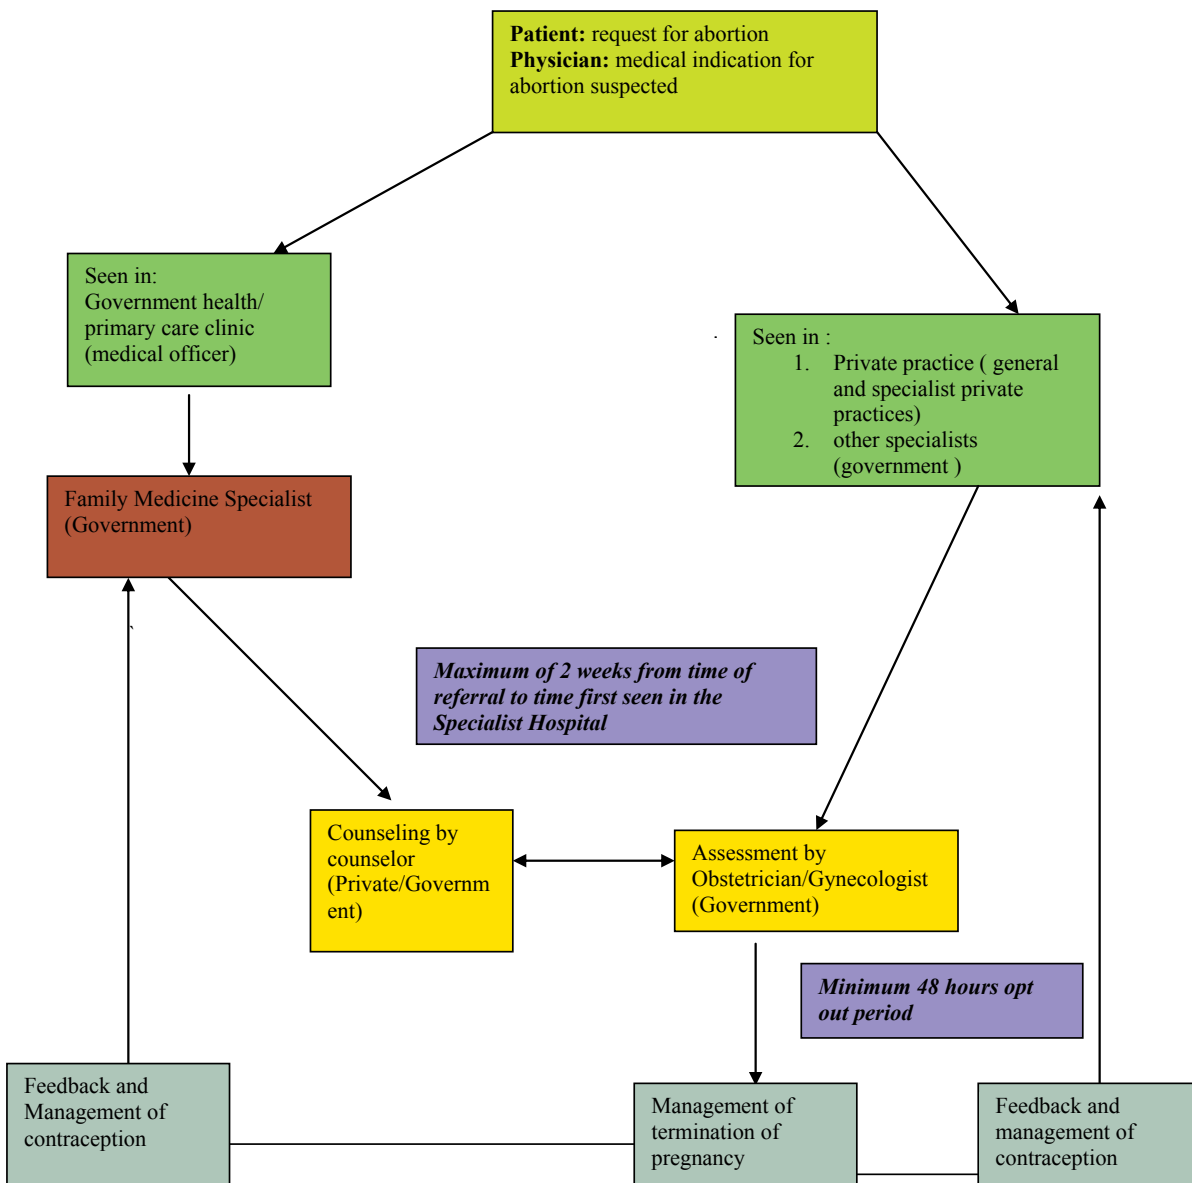 Patient: request for abortion
Physician: medical indication for
abortion suspected
Seen in:
Government health/
primary care clinic
(medical officer)
Seen in :
1. Private practice ( general
and specialist private
practices)
2. other specialists
(government )
Family Medicine Specialist
(Government)
Maximum of 2 weeks from time of
referral to time first seen in the
Specialist Hospital
Counseling by
counselor
(Private/Governm
ent)
Assessment by
Obstetrician/Gynecologist
(Government)
Minimum 48 hours opt
out period
Feedback and
Management of
contraception
Management of
termination of
pregnancy
Feedback and
management of
contraception